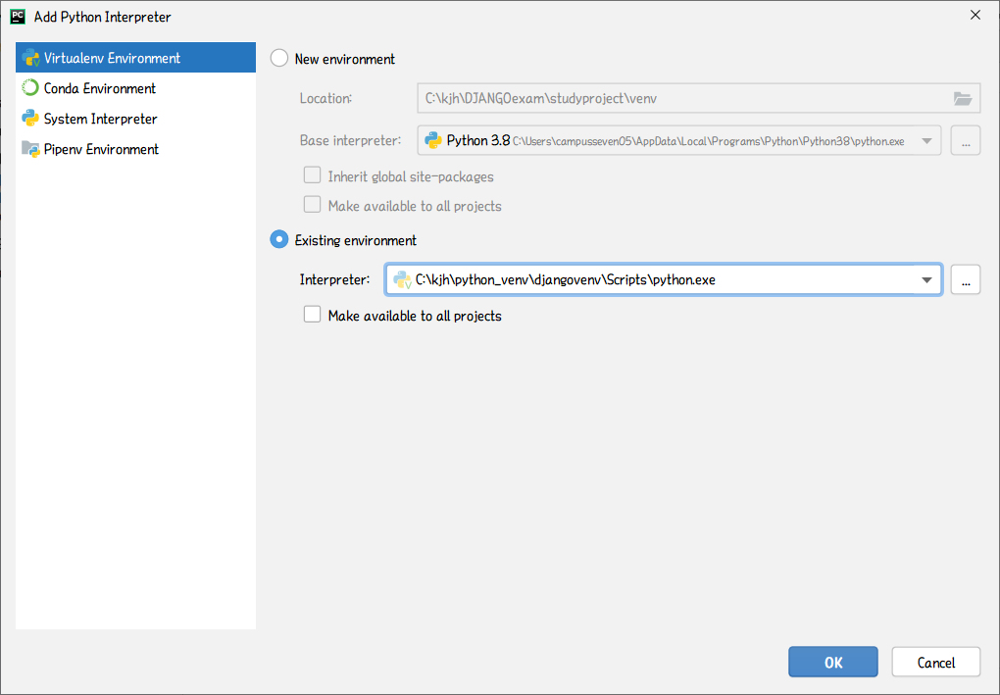 PC Add Python Interpreter
Virtualenv Environment
Conda Environment
System Interpreter
Pipenv Environment
New environment
Location: C:\kjh\DJANGOexam\studyproject\venv
Base interpreter: Python 3.8 C:\Users\campusseven05\AppData\Local\Programs\Python\Python38\python.exe ...
Inherit global site-packages
Make available to all projects
Existing environment
Interpreter: C:\kjh\python_venv\djangovenv\Scripts\python.exe ...
Make available to all projects
OK Cancel